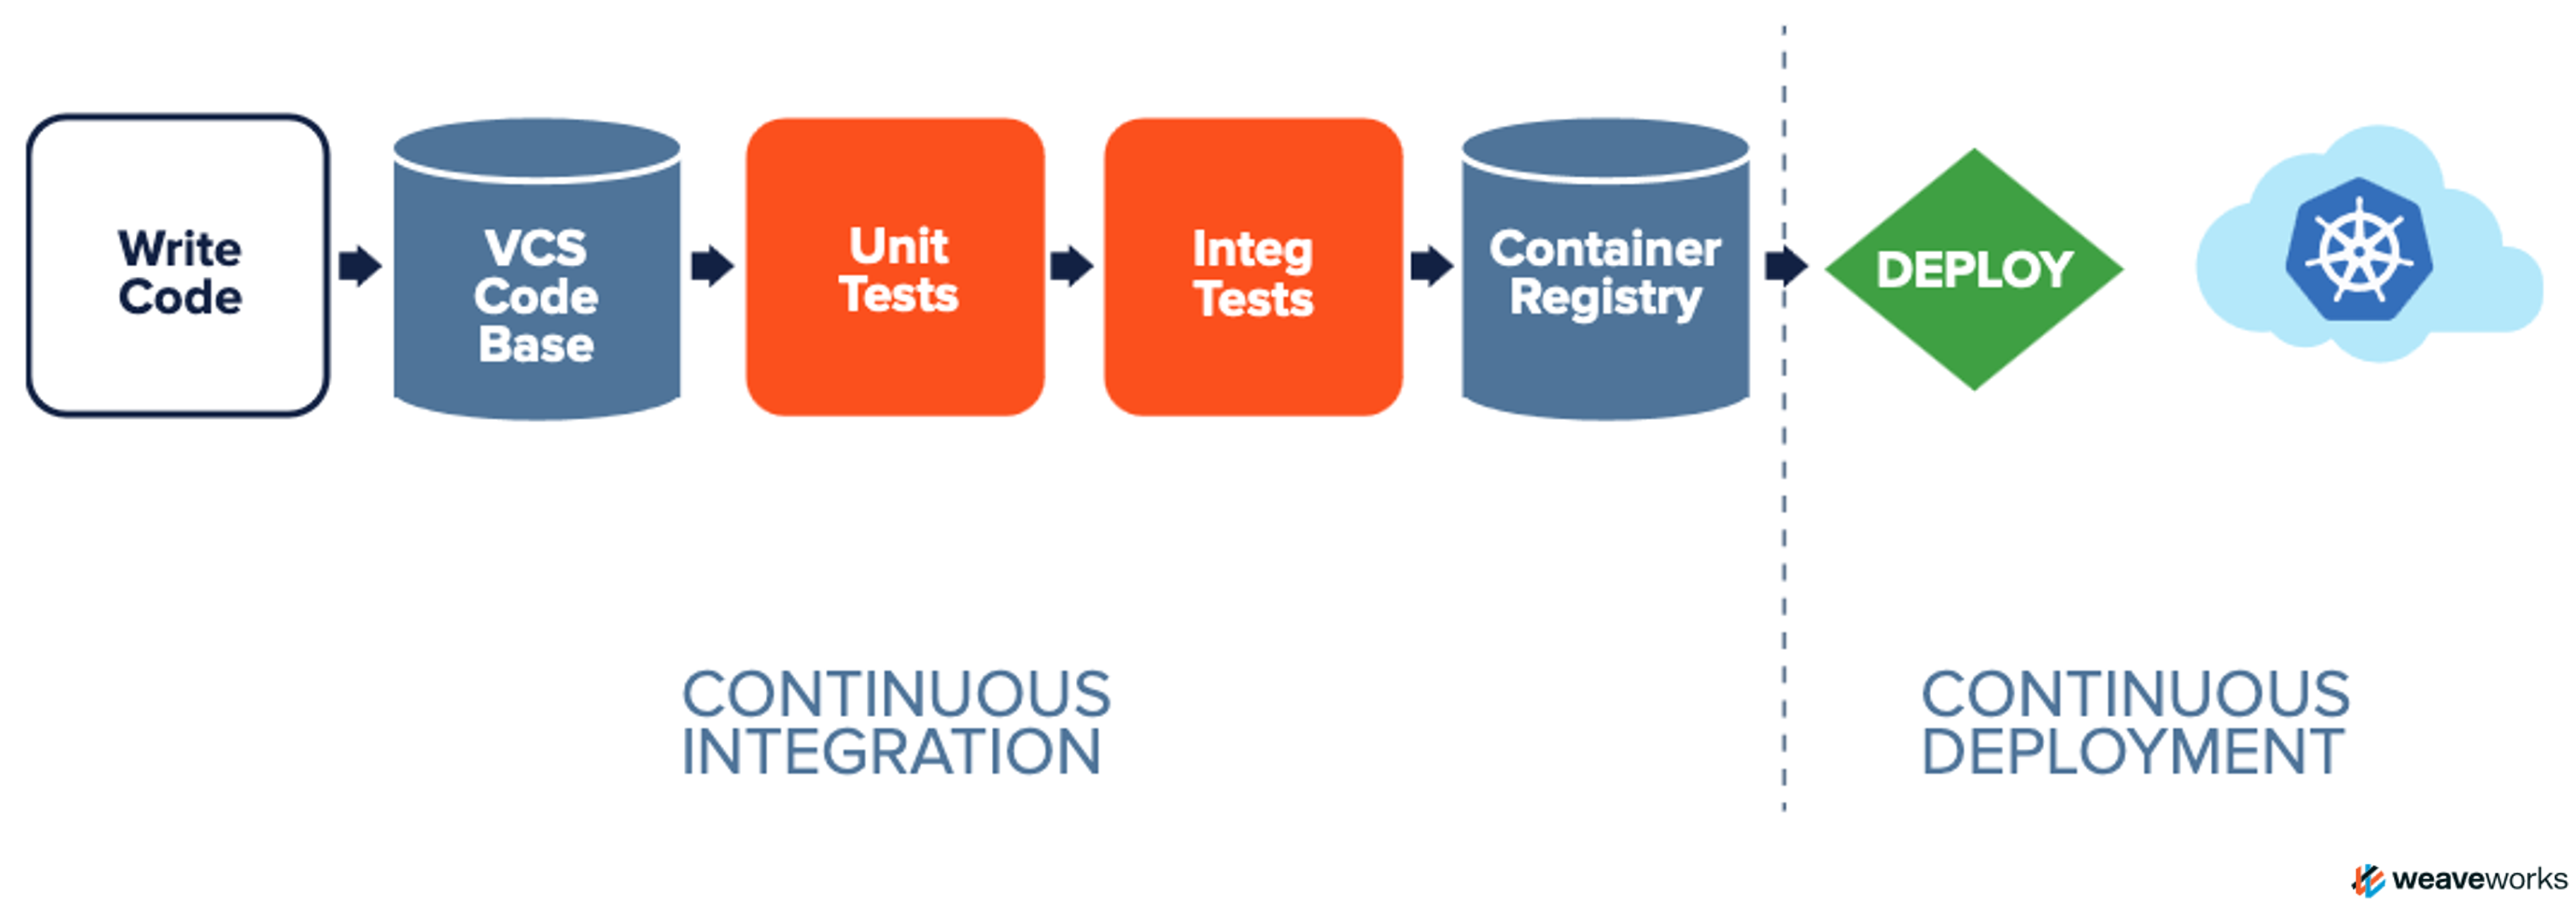 Write
Code
VCS
Code
Base
Unit
Tests
Integ
Tests
Container
Registry
DEPLOY
CONTINUOUS
INTEGRATION
CONTINUOUS
DEPLOYMENT
weaveworks